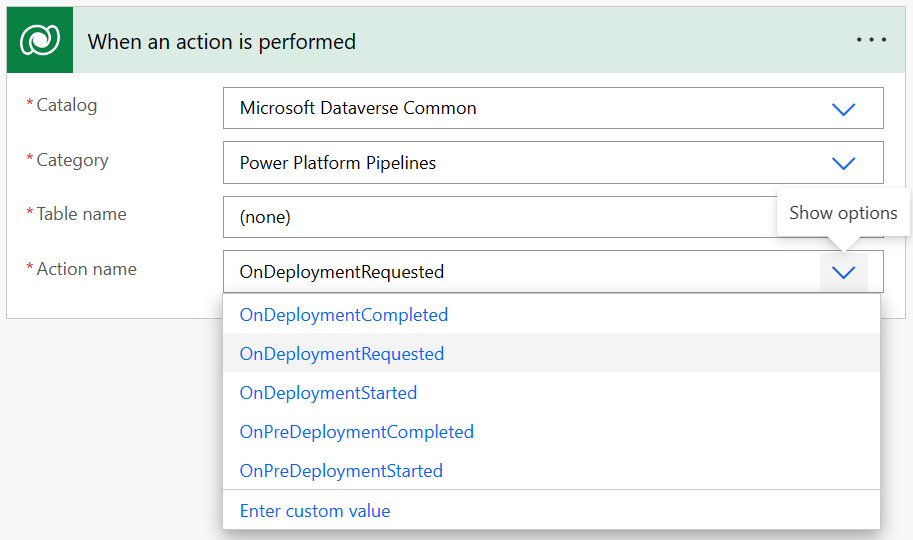 When an action is performed
* Catalog
Microsoft Dataverse Common
* Category
Power Platform Pipelines
* Table name
(none)
Show options
* Action name
OnDeploymentRequested
OnDeploymentCompleted
OnDeploymentRequested
OnDeploymentStarted
OnPreDeploymentCompleted
OnPreDeploymentStarted
Enter custom value